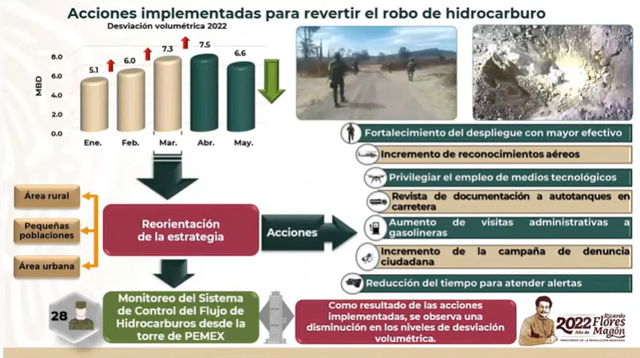 Acciones implementadas para revertir el robo de hidrocarburo
Desviación volumétrica 2022
MBD
8.0
6.0
4.0
2.0
0.0
5.1
6.0
7.3
7.5
6.6
Ene.
Feb.
Mar.
Abr.
May.
Área rural
Pequeñas
poblaciones
Área urbana
Reorientación
de la estrategia
Acciones
Fortalecimiento del despliegue con mayor efectivo
Incremento de reconocimientos aéreos
Privilegiar el empleo de medios tecnológicos
Revista de documentación a autotanques en
carretera
Aumento de visitas administrativas a
gasolineras
Incremento de la campaña de denuncia
ciudadana
Reducción del tiempo para atender alertas
28
Monitoreo del Sistema
de Control del Flujo de
Hidrocarburos desde la
torre de PEMEX
Como resultado de las acciones
implementadas, se observa una
disminución en los niveles de desviación
volumétrica.
2022 Ricardo
Flores
Año de
Magón